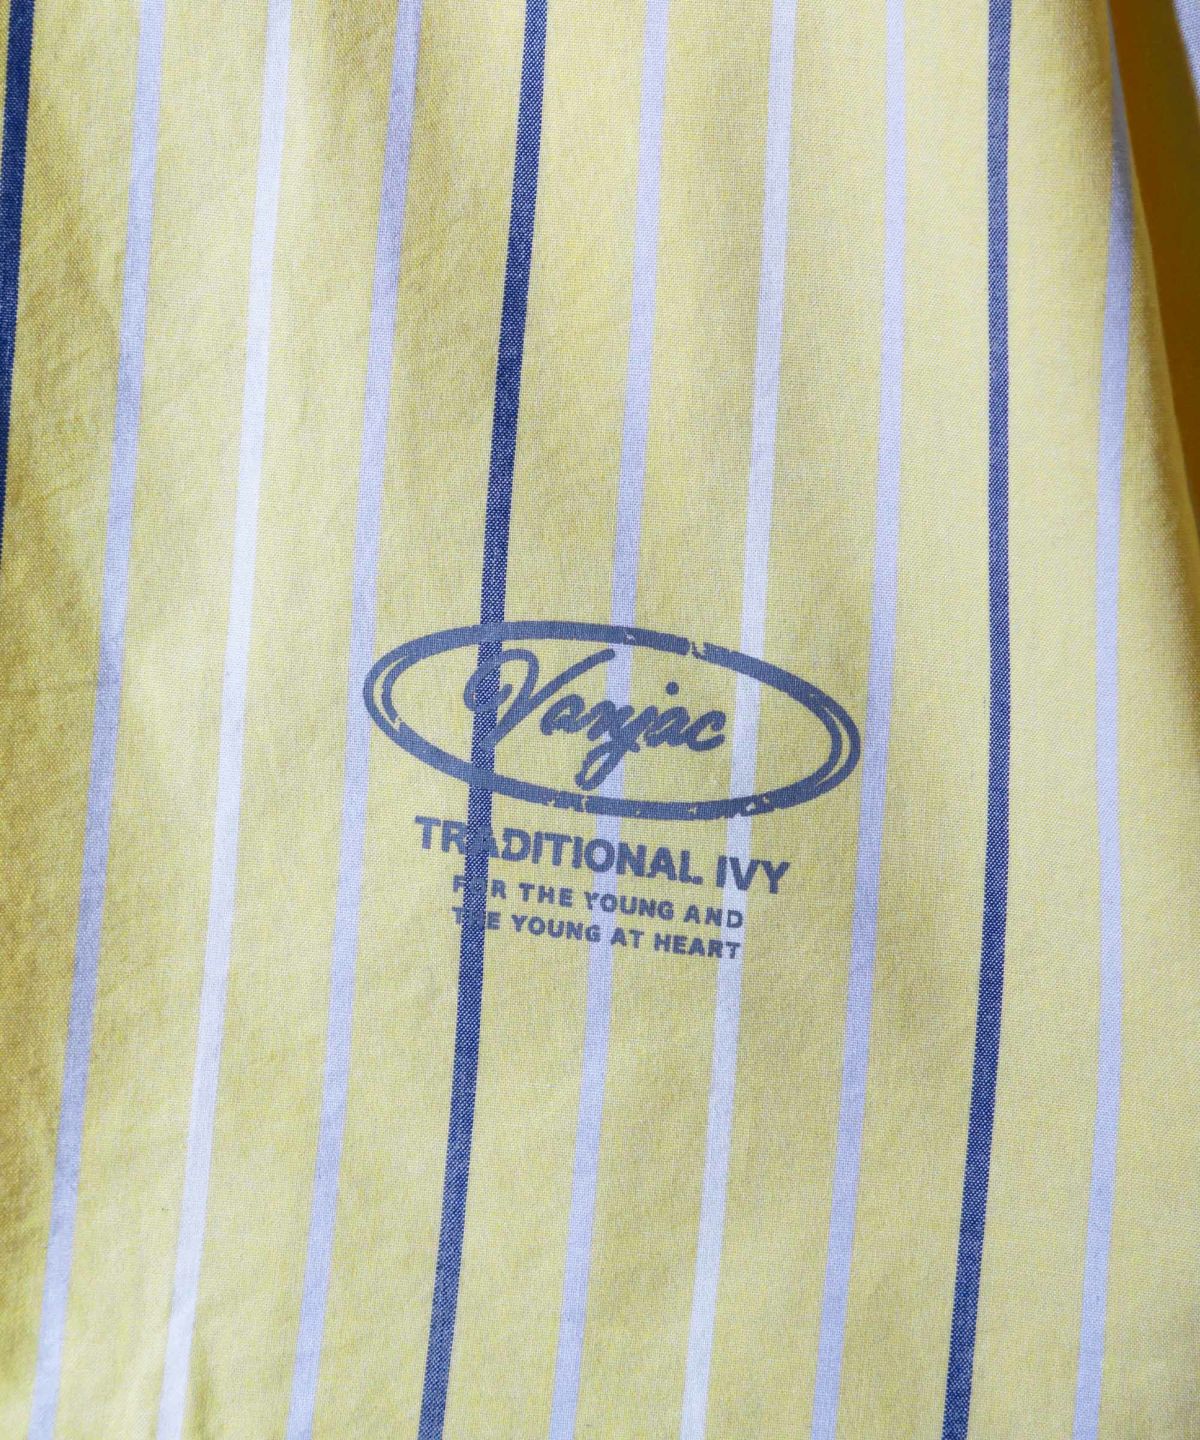 Vanjac
TRADITIONAL IVY
FOR THE YOUNG AND
THE YOUNG AT HEART